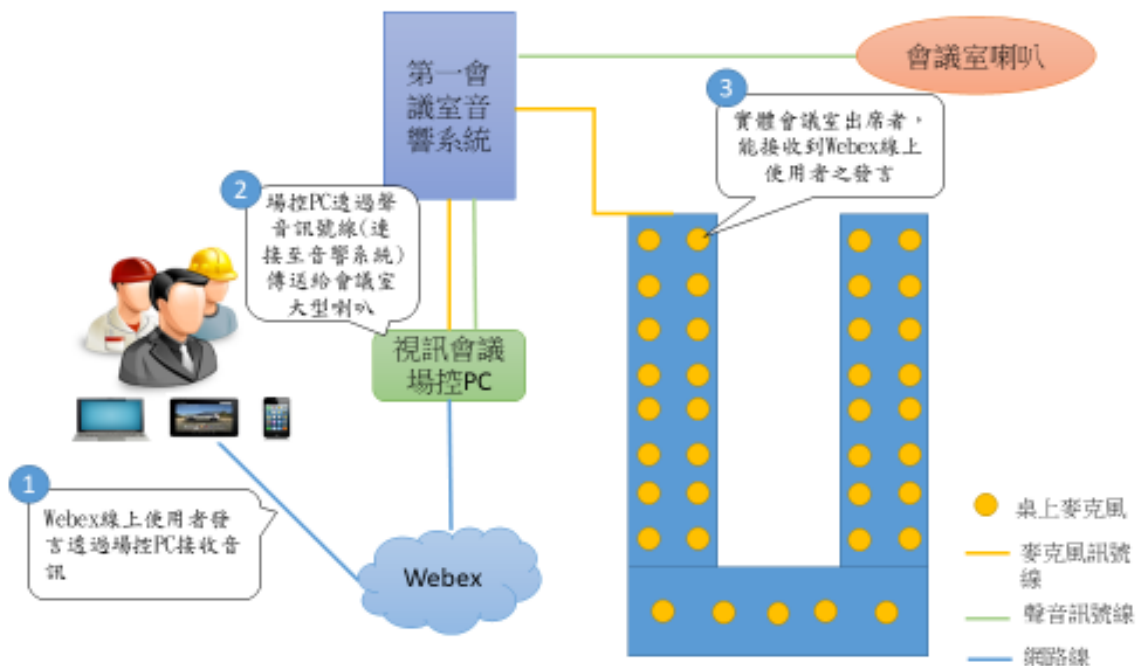 第一會
議室音
響系統
會議室喇叭
3
實體會議室出席者，
能接收到Webex線上
使用者之發言
2
場控PC透過聲
音訊號線(連
接至音響系統)
傳送給會議室
大型喇叭
視訊會議
場控PC
1
Webex線上使用者發
言透過場控PC接收音
訊
Webex
桌上麥克風
麥克風訊號
線
聲音訊號線
網路線